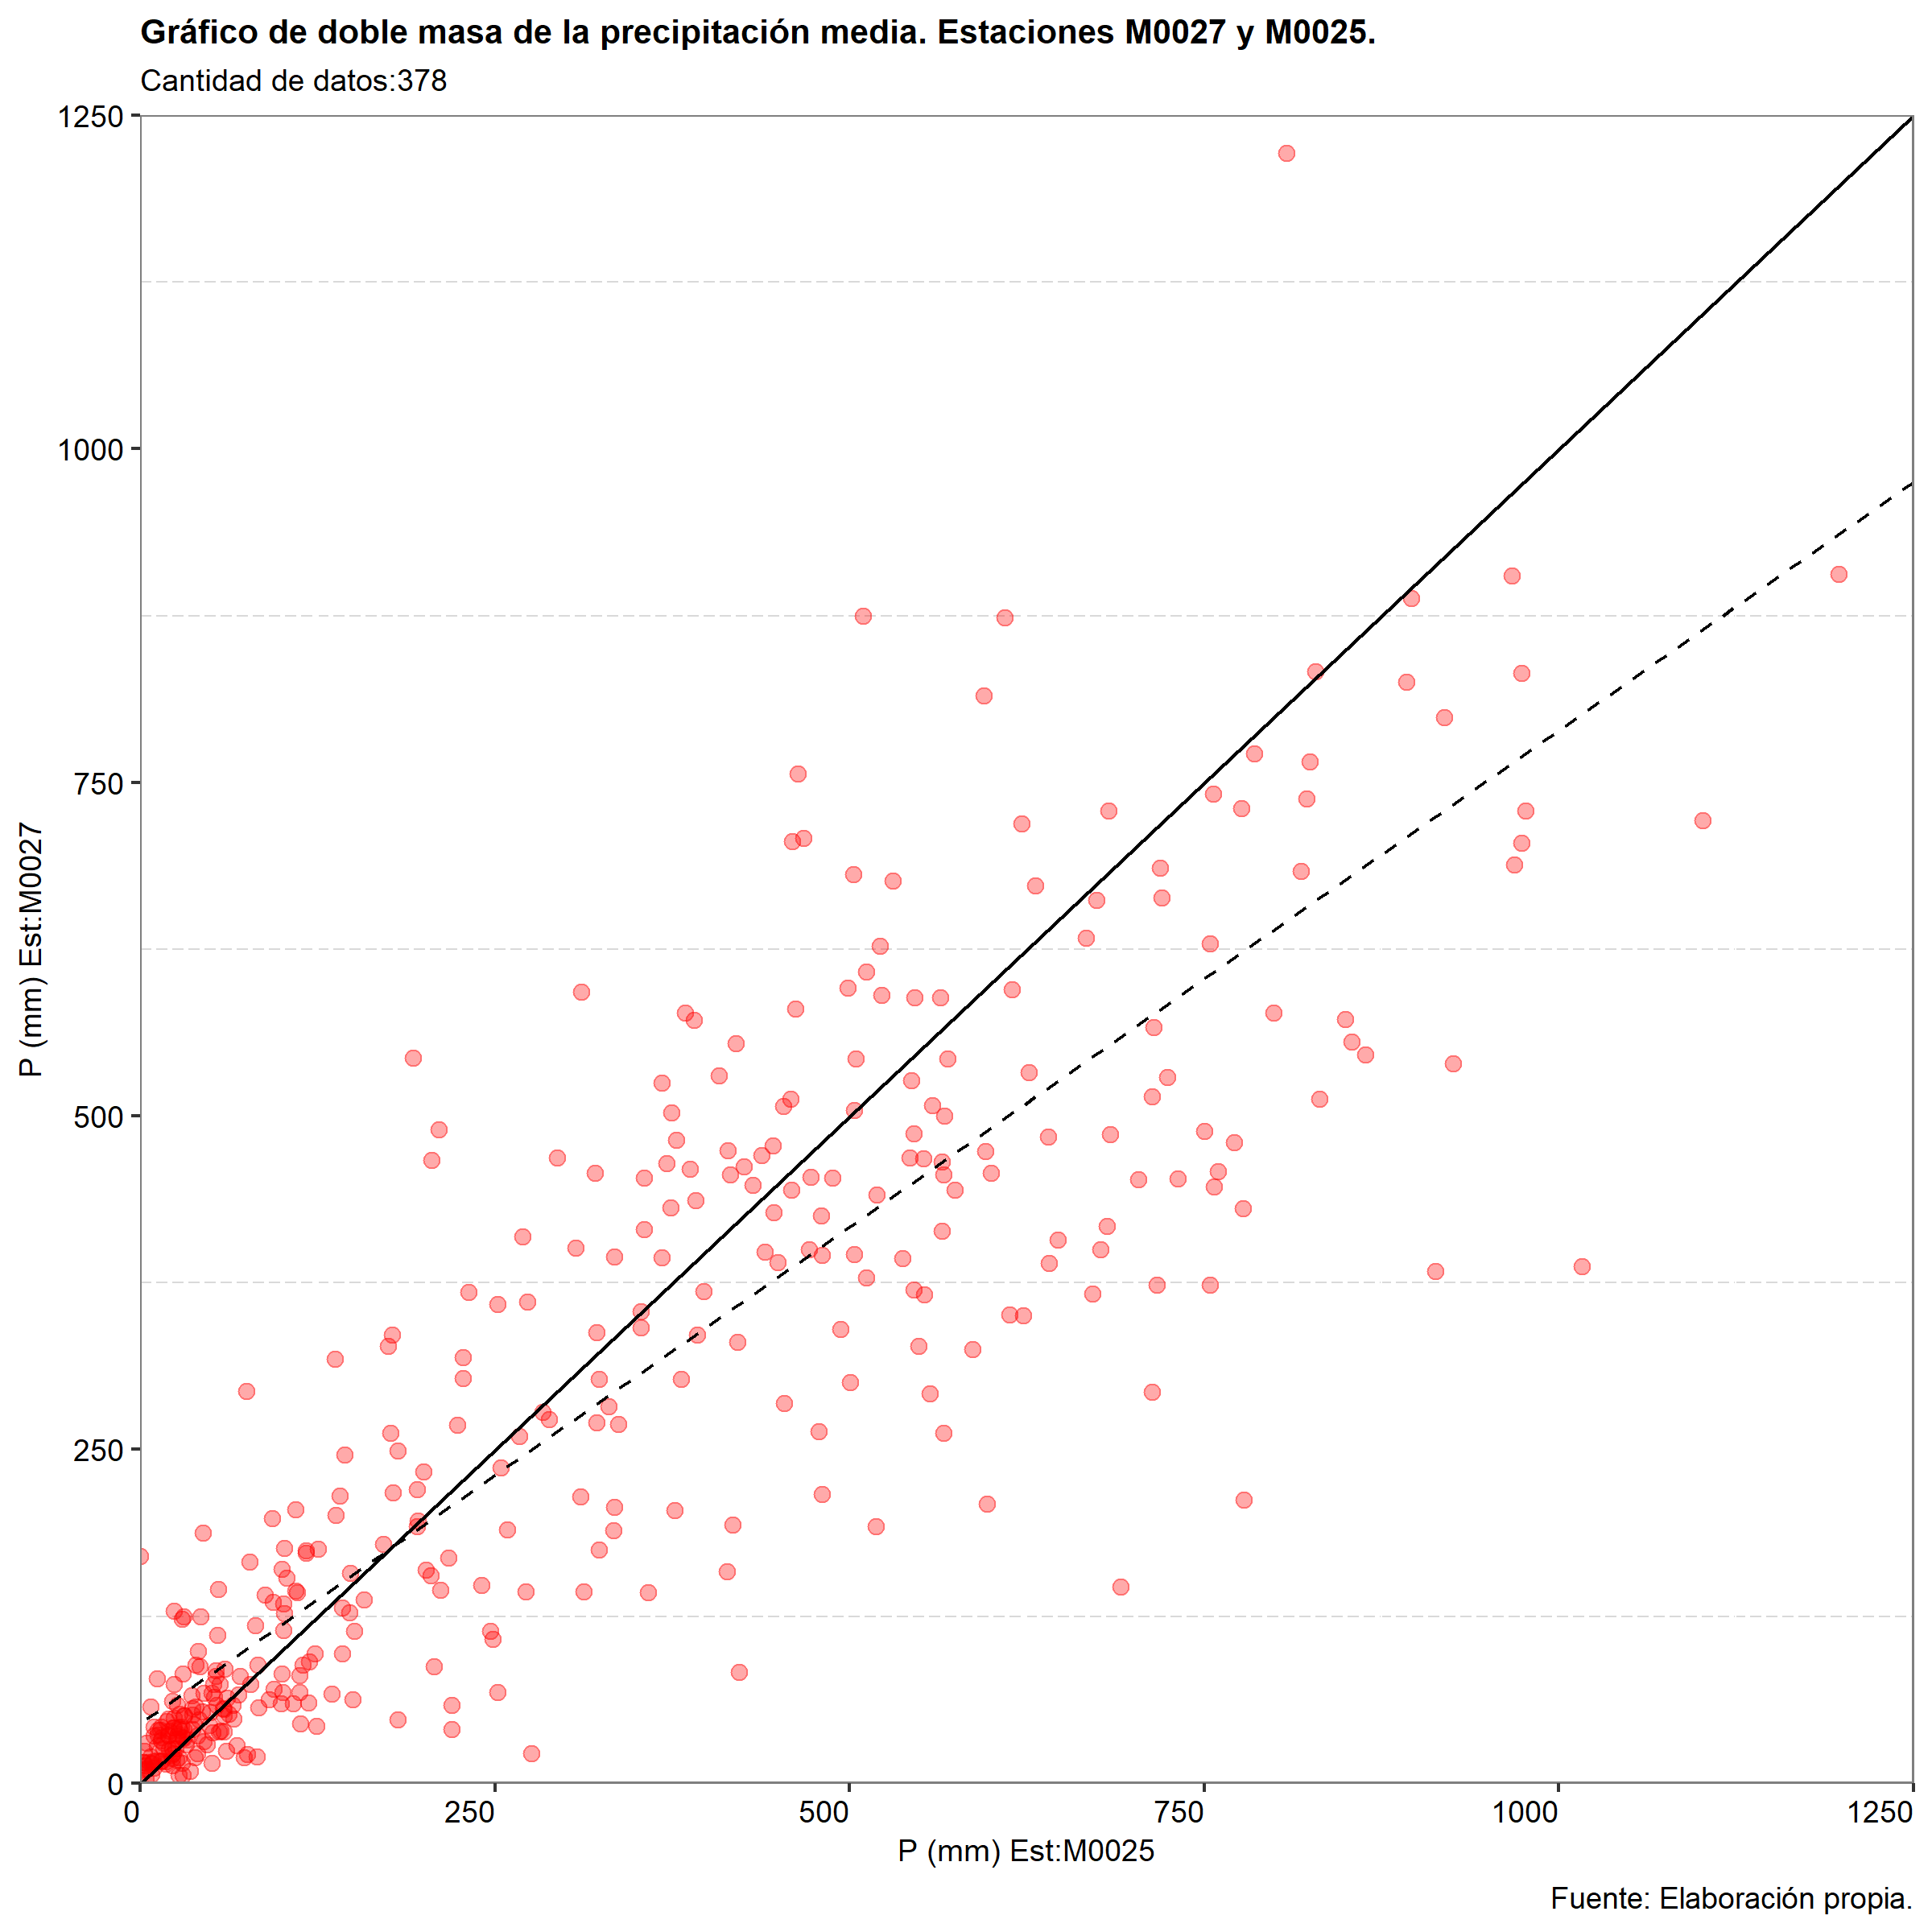 Gráfico de doble masa de la precipitación media. Estaciones M0027 y M0025.
Cantidad de datos:378
1250
1000
750
500
250
0
P (mm) Est:M0027
0 250 500 750 1000 1250
P (mm) Est:M0025
Fuente: Elaboración propia.